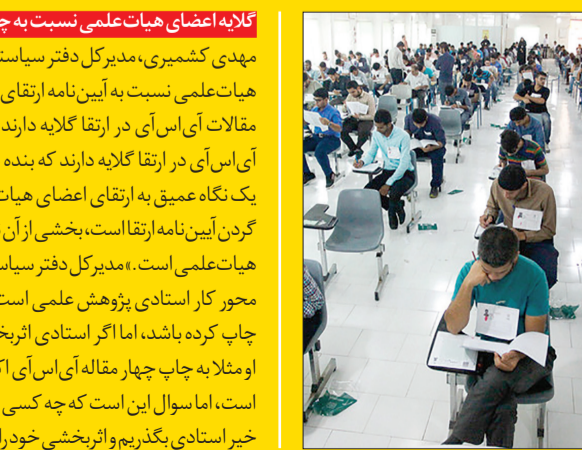 گلایه اعضای هیات‌علمی نسبت به چ
مهدی کشمیری، مدیرکل دفتر سیاست
هیات‌علمی نسبت به آیین‌نامه ارتقای
مقالات آی‌اس‌آی در ارتقا گلایه دارند
آی‌اس‌آی در ارتقا گلایه دارند که بنده
یک نگاه عمیق به ارتقای اعضای هیات
گردن آیین‌نامه ارتقا است، بخشی از آن
هیات‌علمی است.» مدیرکل دفتر سیاس
محور کار استادی پژوهش علمی است
چاپ کرده باشد، اما اگر استادی اثربخ
او مثلا به چاپ چهار مقاله آی‌اس‌آی اک
است، اما سوال این است که چه کسی
خیر استادی بگذریم و اثربخشی خود را